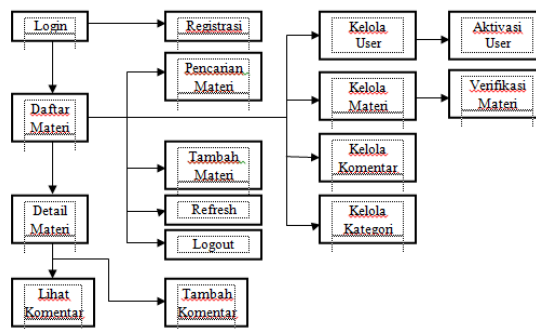 Login
Registrasi
Kelola
User
Aktivasi
User
Pencarian
Materi
Daftar
Materi
Kelola
Materi
Verifikasi
Materi
Tambah
Materi
Kelola
Komentar
Refresh
Detail
Materi
Logout
Kelola
Kategori
Lihat
Komentar
Tambah
Komentar